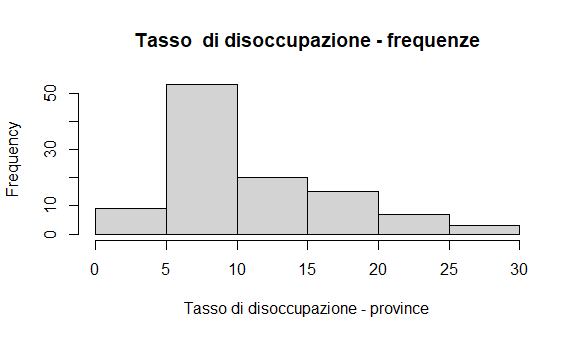 Tasso  di disoccupazione - frequenze
Frequency
50
30
10
0
0 5 10 15 20 25 30
Tasso di disoccupazione - province